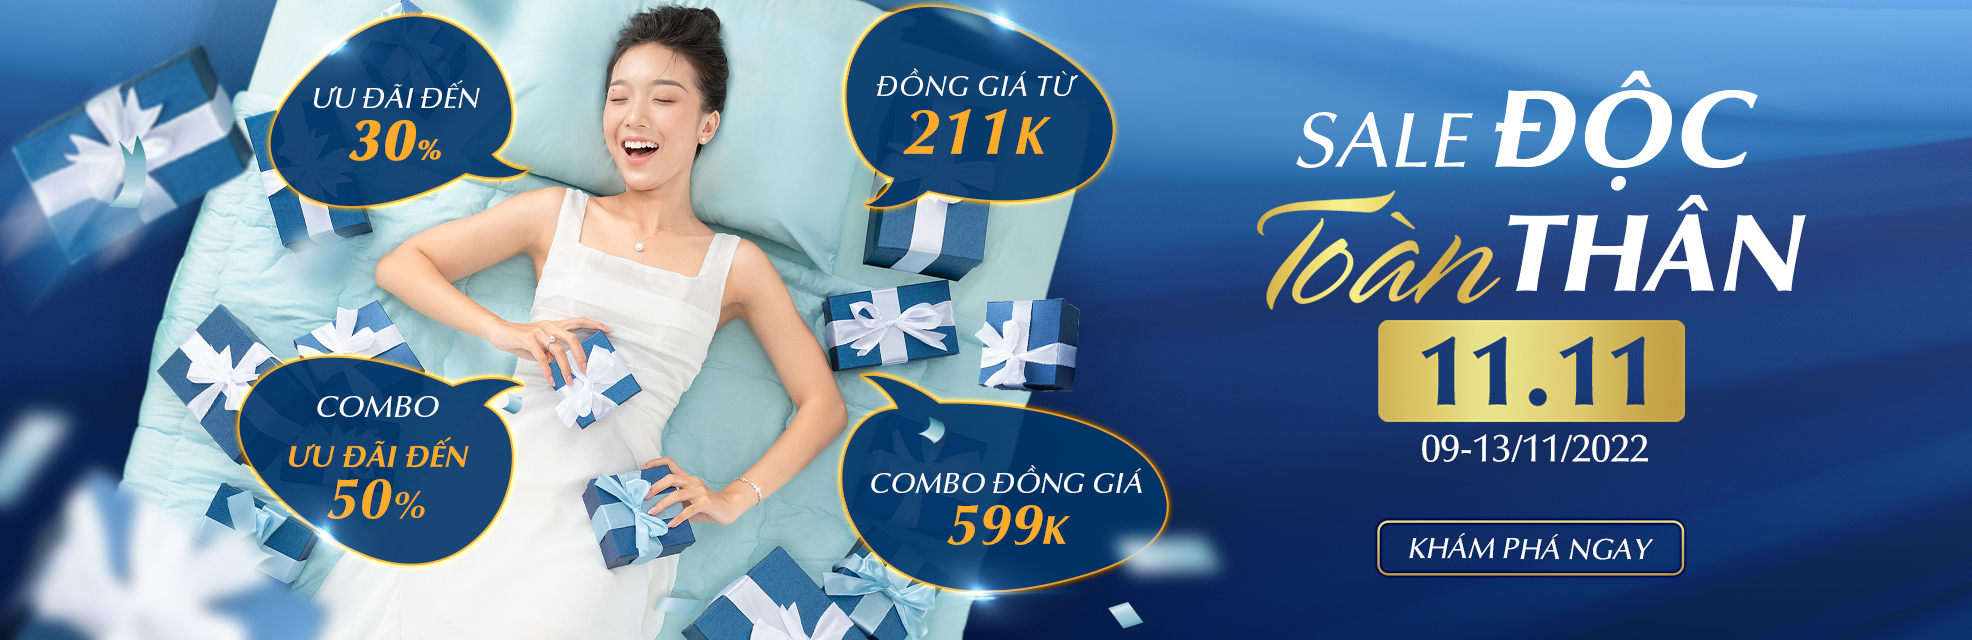 ƯU ĐÃI ĐẾN
30%
ĐỒNG GIÁ TỪ
211K
COMBO
ƯU ĐÃI ĐẾN
50%
COMBO ĐỒNG GIÁ
599K
SALE ĐỘC
Toàn THÂN
11.11
09-13/11/2022
KHÁM PHÁ NGAY